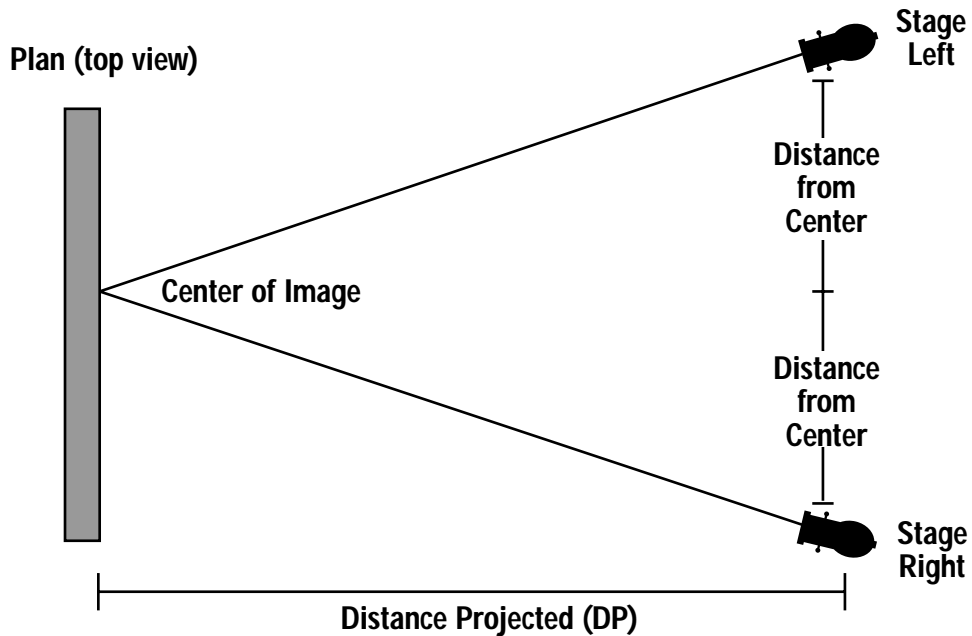 Plan (top view)
Stage
Left
Distance
from
Center
Center of Image
Distance
from
Center
Stage
Right
Distance Projected (DP)